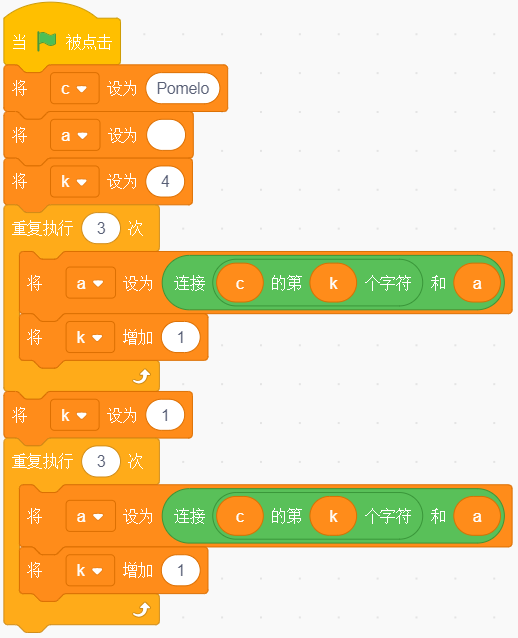 当 被点击
将 c 设为 Pomelo
将 a 设为
将 k 设为 4
重复执行 3 次
将 a 设为 连接 c 的第 k 个字符 和 a
将 k 增加 1
将 k 设为 1
重复执行 3 次
将 a 设为 连接 c 的第 k 个字符 和 a
将 k 增加 1